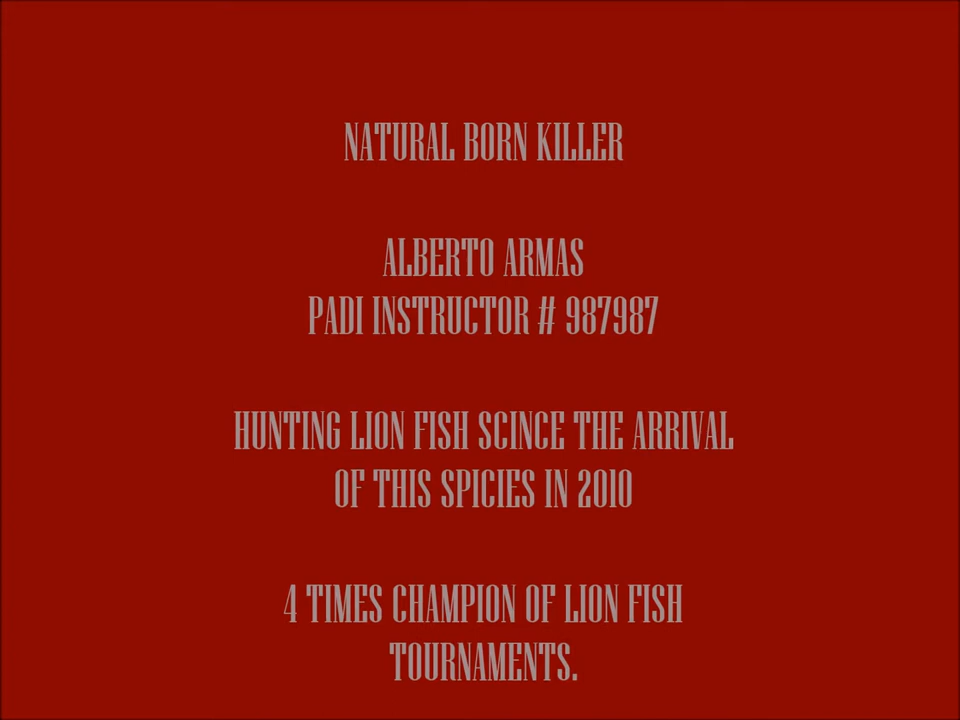 NATURAL BORN KILLER
ALBERTO ARMAS
PADI INSTRUCTOR # 987987
HUNTING LION FISH SCINCE THE ARRIVAL
OF THIS SPICIES IN 2010
4 TIMES CHAMPION OF LION FISH
TOURNAMENTS.